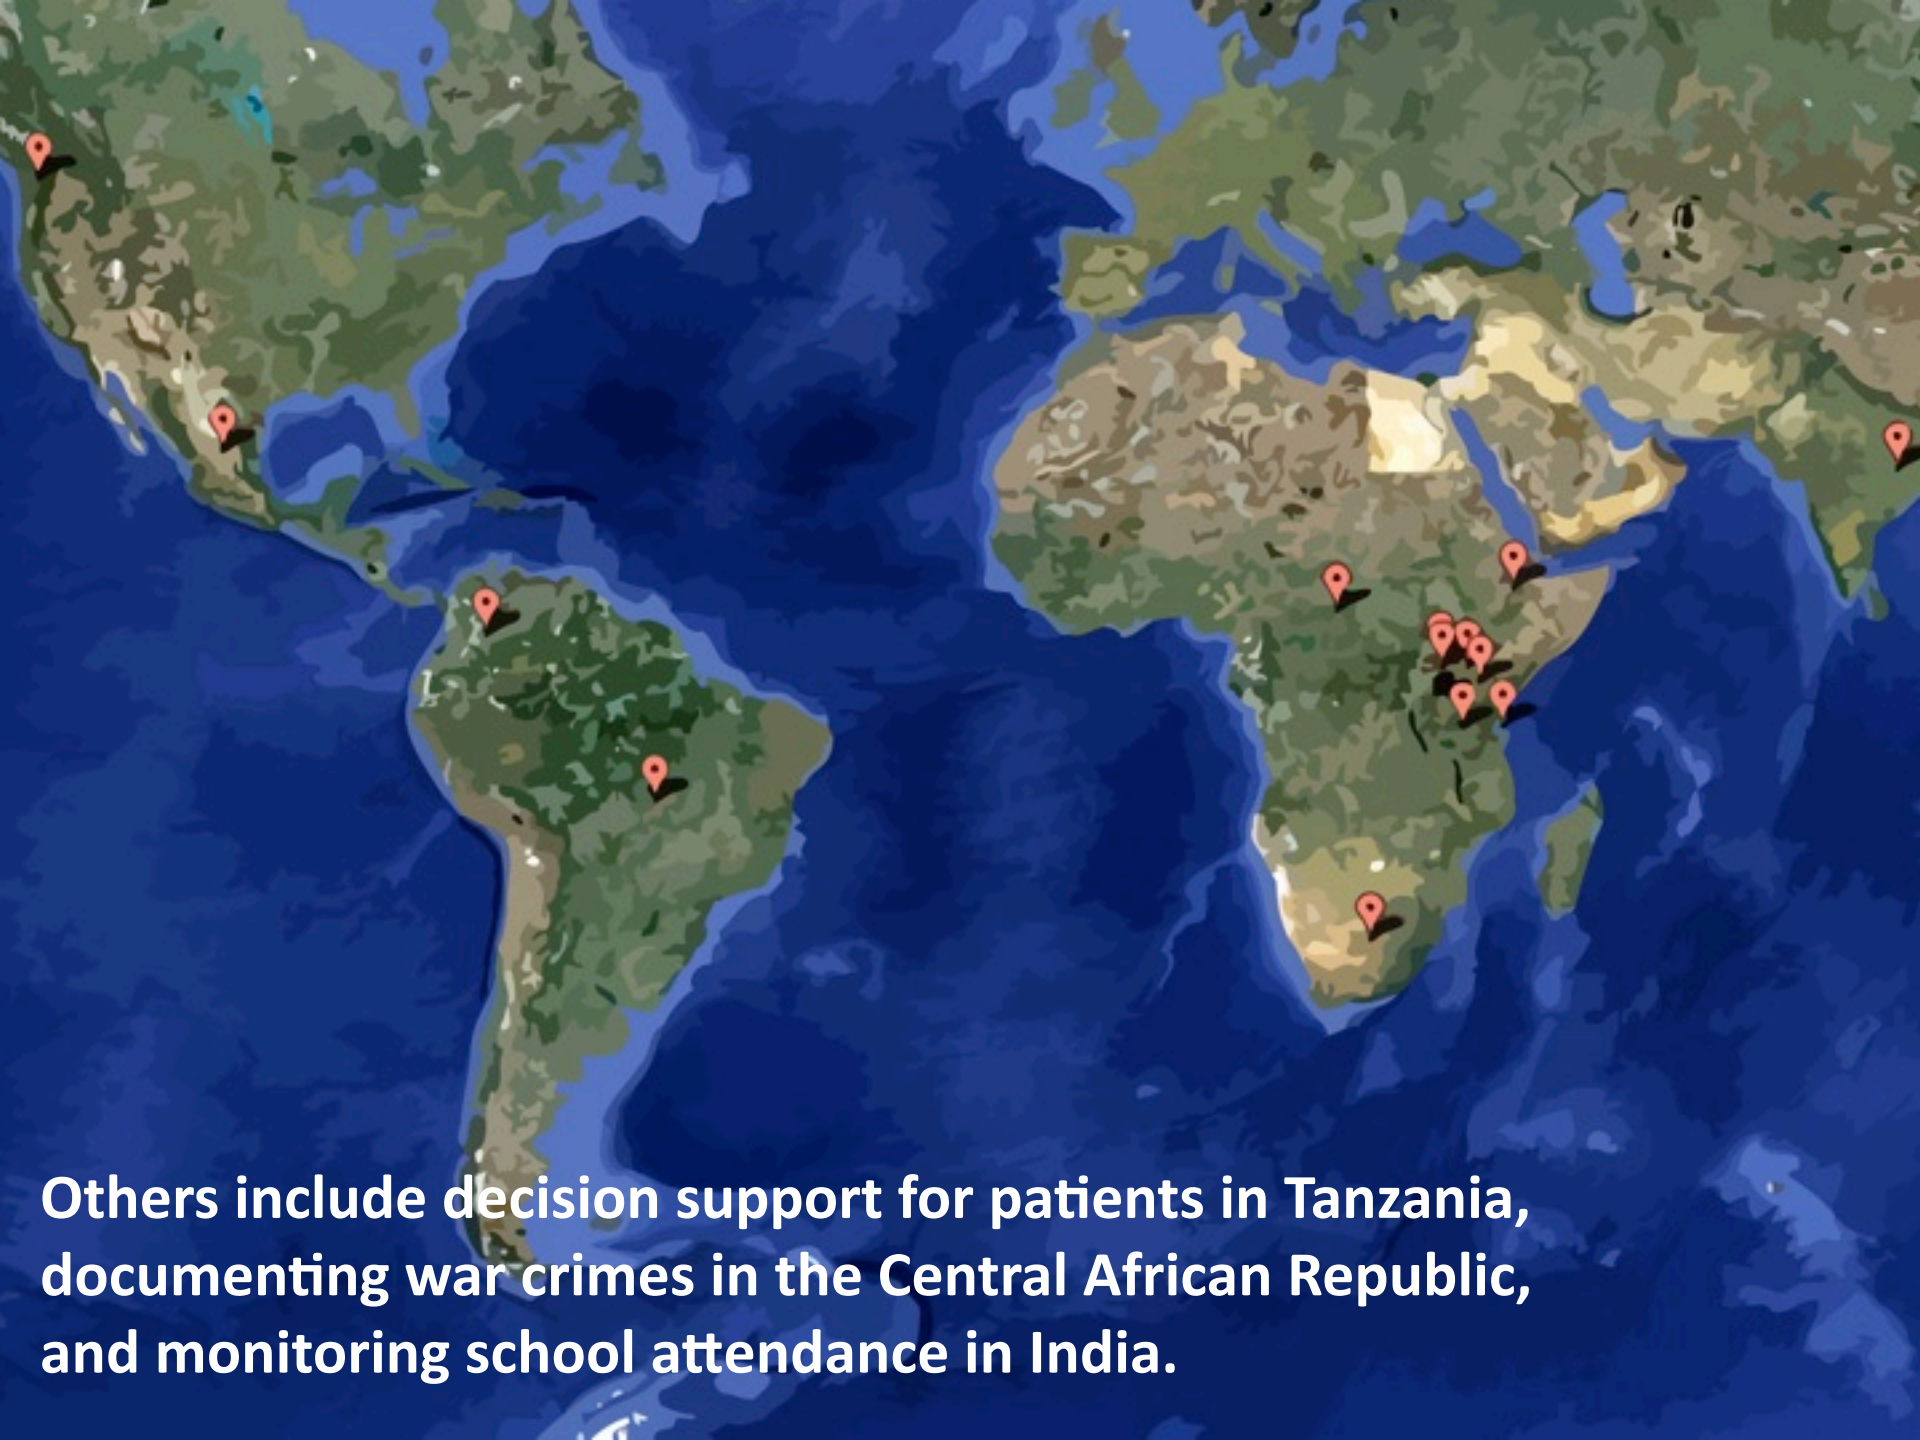 Others include decision support for patients in Tanzania,
documenting war crimes in the Central African Republic,
and monitoring school attendance in India.